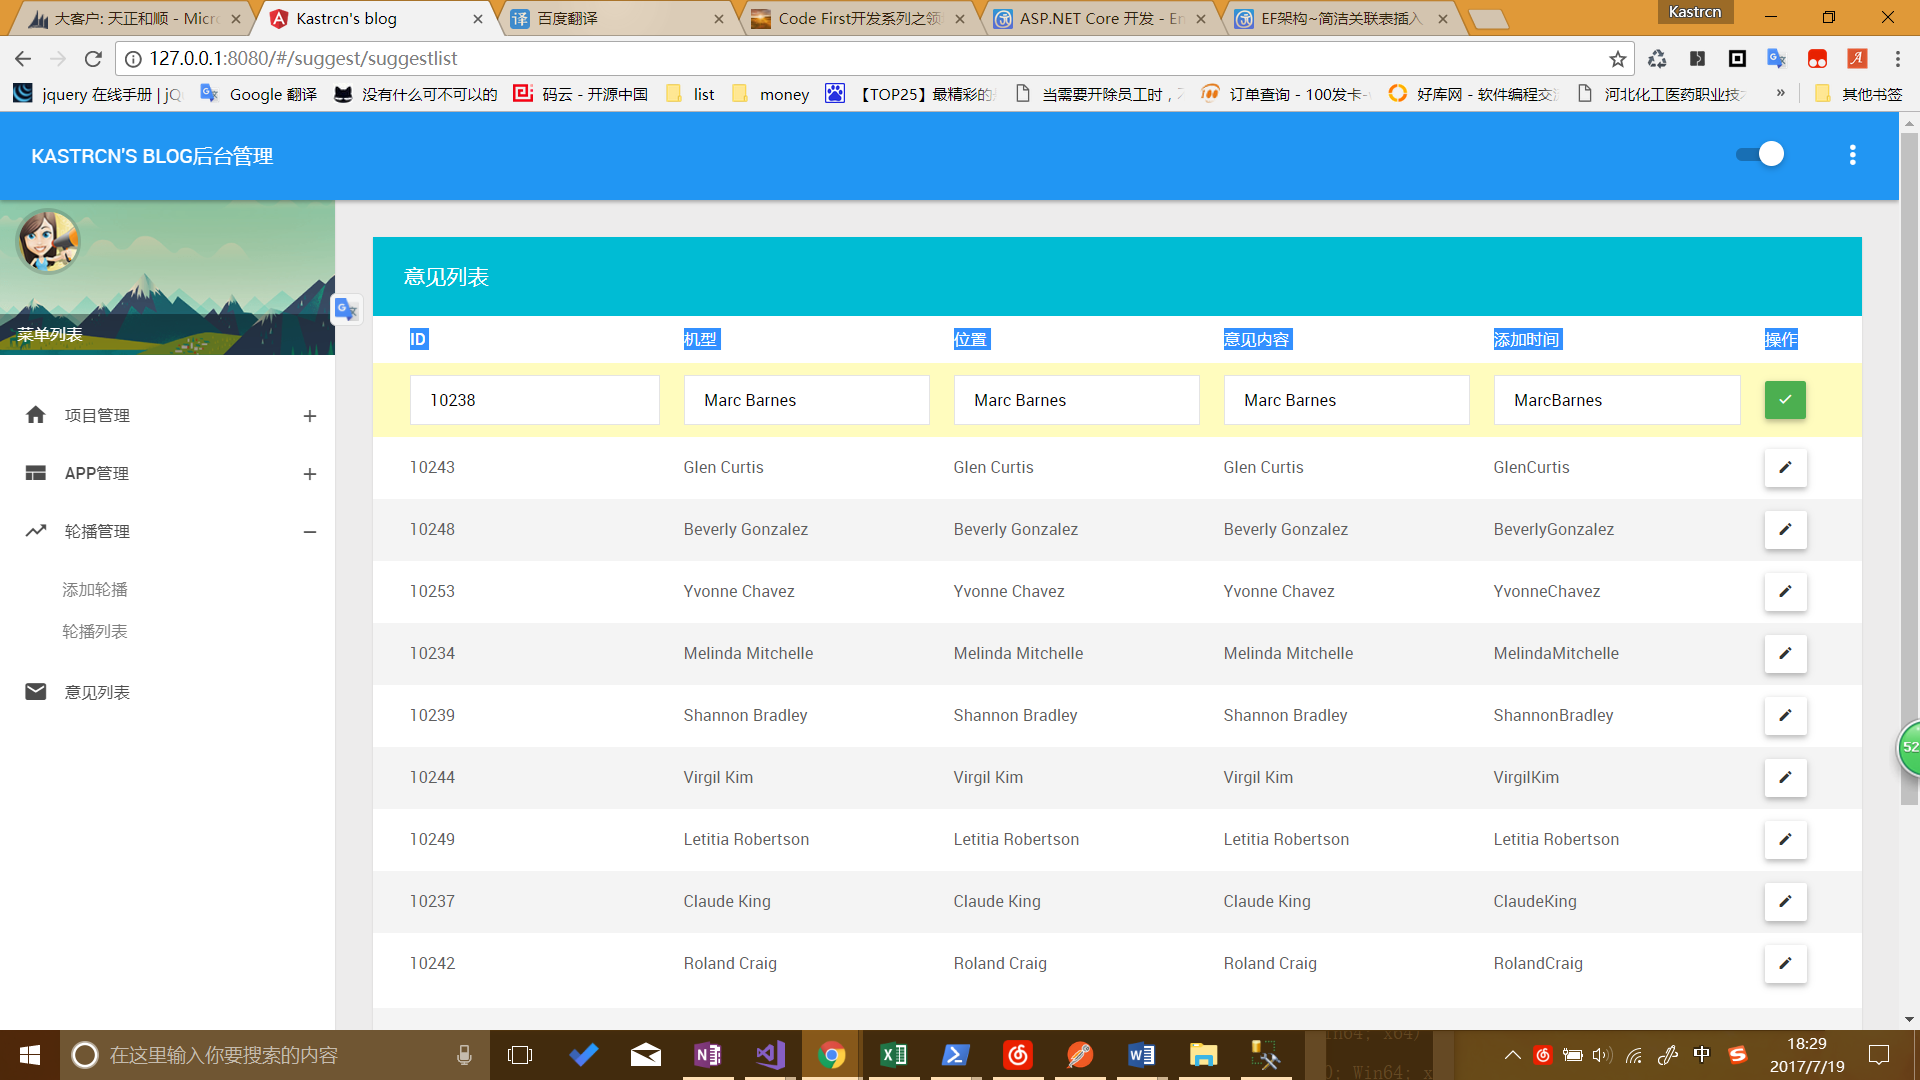 大客户: 天正和顺 - Micro
Kastrcn's blog
百度翻译
Code First开发系列之领
ASP.NET Core 开发 - En
EF架构~简洁关联表插入
Kastrcn
127.0.0.1:8080/#/suggest/suggestlist
jquery 在线手册 | jQ
Google 翻译
没有什么可不可以的
码云 - 开源中国
list
money
【TOP25】最精彩的
当需要开除员工时，
订单查询 - 100发卡-
好库网 - 软件编程交
河北化工医药职业技
»
其他书签
KASTRCN'S BLOG后台管理
菜单列表
项目管理
APP管理
轮播管理
添加轮播
轮播列表
意见列表
意见列表
ID 机型 位置 意见内容 添加时间 操作
10238 Marc Barnes Marc Barnes Marc Barnes MarcBarnes
10243 Glen Curtis Glen Curtis Glen Curtis GlenCurtis
10248 Beverly Gonzalez Beverly Gonzalez Beverly Gonzalez BeverlyGonzalez
10253 Yvonne Chavez Yvonne Chavez Yvonne Chavez YvonneChavez
10234 Melinda Mitchelle Melinda Mitchelle Melinda Mitchelle MelindaMitchelle
10239 Shannon Bradley Shannon Bradley Shannon Bradley ShannonBradley
10244 Virgil Kim Virgil Kim Virgil Kim VirgilKim
10249 Letitia Robertson Letitia Robertson Letitia Robertson Letitia Robertson
10237 Claude King Claude King Claude King ClaudeKing
10242 Roland Craig Roland Craig Roland Craig RolandCraig
52
在这里输入你要搜索的内容
中
18:29
2017/7/19